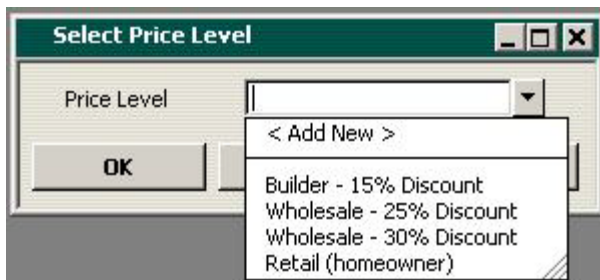 Select Price Level
Price Level
< Add New >
OK
Builder - 15% Discount
Wholesale - 25% Discount
Wholesale - 30% Discount
Retail (homeowner)